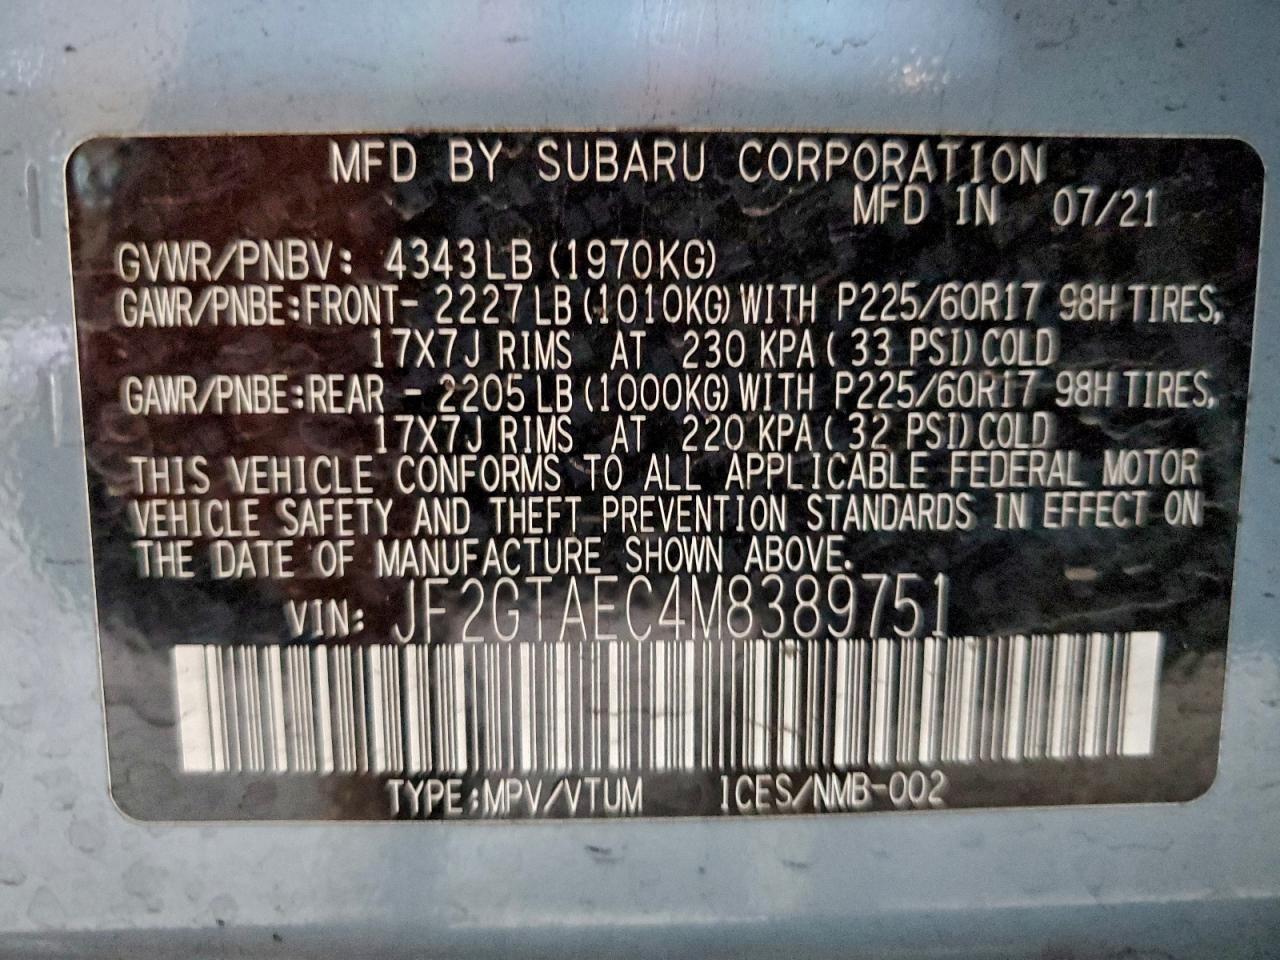 MFD BY SUBARU CORPORATION
MFD IN 07/21
GVWR/PNBV: 4343LB (1970KG)
GAWR/PNBE:FRONT- 2227 LB (1010KG) WITH P225/60R17 98H TIRES,
17X7J RIMS AT 230 KPA ( 33 PSI) COLD
GAWR/PNBE:REAR - 2205 LB (1000KG) WITH P225/60R17 98H TIRES,
17X7J RIMS AT 220 KPA ( 32 PSI) COLD
THIS VEHICLE CONFORMS TO ALL APPLICABLE FEDERAL MOTOR
VEHICLE SAFETY AND THEFT PREVENTION STANDARDS IN EFFECT ON
THE DATE OF MANUFACTURE SHOWN ABOVE.
VIN: JF2GTAEC4M8389751
TYPE:MPV/VTUM ICES/NMB-002